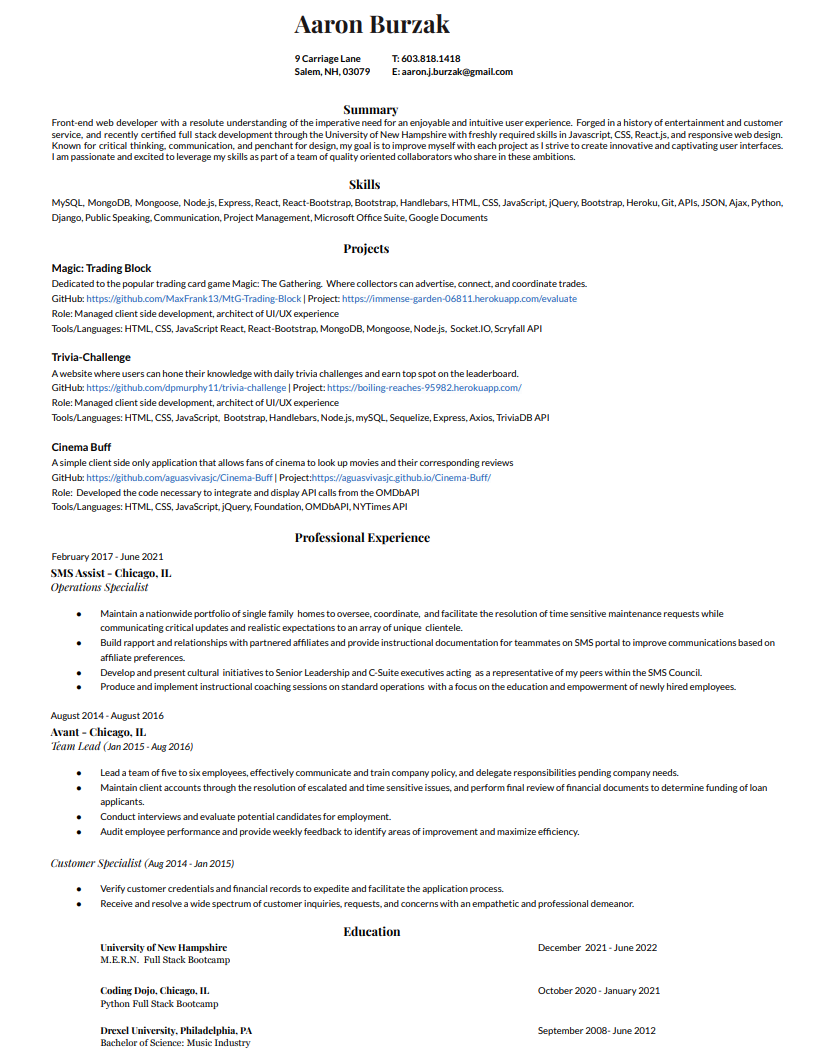 Aaron Burzak
9 Carriage Lane T: 603.818.1418
Salem, NH, 03079 E: aaron.j.burzak@gmail.com
Summary
Front-end web developer with a resolute understanding of the imperative need for an enjoyable and intuitive user experience. Forged in a history of entertainment and customer
service, and recently certified full stack development through the University of New Hampshire with freshly required skills in Javascript, CSS, React.js, and responsive web design.
Known for critical thinking, communication, and penchant for design, my goal is to improve myself with each project as I strive to create innovative and captivating user interfaces.
I am passionate and excited to leverage my skills as part of a team of quality oriented collaborators who share in these ambitions.
Skills
MySQL, MongoDB, Mongoose, Node.js, Express, React, React-Bootstrap, Bootstrap, Handlebars, HTML, CSS, JavaScript, jQuery, Bootstrap, Heroku, Git, APIs, JSON, Ajax, Python,
Django, Public Speaking, Communication, Project Management, Microsoft Office Suite, Google Documents
Projects
Magic: Trading Block
Dedicated to the popular trading card game Magic: The Gathering. Where collectors can advertise, connect, and coordinate trades.
GitHub: https://github.com/MaxFrank13/MtG-Trading-Block | Project: https://immense-garden-06811.herokuapp.com/evaluate
Role: Managed client side development, architect of UI/UX experience
Tools/Languages: HTML, CSS, JavaScript React, React-Bootstrap, MongoDB, Mongoose, Node.js, Socket.IO, Scryfall API
Trivia-Challenge
A website where users can hone their knowledge with daily trivia challenges and earn top spot on the leaderboard.
GitHub: https://github.com/dpmurphy11/trivia-challenge | Project: https://boiling-reaches-95982.herokuapp.com/
Role: Managed client side development, architect of UI/UX experience
Tools/Languages: HTML, CSS, JavaScript, Bootstrap, Handlebars, Node.js, mySQL, Sequelize, Express, Axios, TriviaDB API
Cinema Buff
A simple client side only application that allows fans of cinema to look up movies and their corresponding reviews
GitHub: https://github.com/aguasvivasjc/Cinema-Buff | Project:https://aguasvivasjc.github.io/Cinema-Buff/
Role: Developed the code necessary to integrate and display API calls from the OMDbAPI
Tools/Languages: HTML, CSS, JavaScript, jQuery, Foundation, OMDbAPI, NYTimes API
Professional Experience
February 2017 - June 2021
SMS Assist - Chicago, IL
Operations Specialist
● Maintain a nationwide portfolio of single family homes to oversee, coordinate, and facilitate the resolution of time sensitive maintenance requests while
communicating critical updates and realistic expectations to an array of unique clientele.
● Build rapport and relationships with partnered affiliates and provide instructional documentation for teammates on SMS portal to improve communications based on
affiliate preferences.
● Develop and present cultural initiatives to Senior Leadership and C-Suite executives acting as a representative of my peers within the SMS Council.
● Produce and implement instructional coaching sessions on standard operations with a focus on the education and empowerment of newly hired employees.
August 2014 - August 2016
Avant - Chicago, IL
Team Lead (Jan 2015 - Aug 2016)
● Lead a team of five to six employees, effectively communicate and train company policy, and delegate responsibilities pending company needs.
● Maintain client accounts through the resolution of escalated and time sensitive issues, and perform final review of financial documents to determine funding of loan
applicants.
● Conduct interviews and evaluate potential candidates for employment.
● Audit employee performance and provide weekly feedback to identify areas of improvement and maximize efficiency.
Customer Specialist (Aug 2014 - Jan 2015)
● Verify customer credentials and financial records to expedite and facilitate the application process.
● Receive and resolve a wide spectrum of customer inquiries, requests, and concerns with an empathetic and professional demeanor.
Education
University of New Hampshire December 2021 - June 2022
M.E.R.N. Full Stack Bootcamp
Coding Dojo, Chicago, IL October 2020 - January 2021
Python Full Stack Bootcamp
Drexel University, Philadelphia, PA September 2008- June 2012
Bachelor of Science: Music Industry